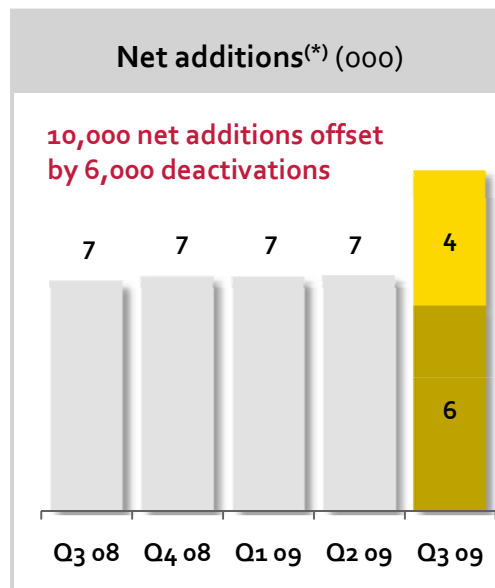 Net additions(*) (000)
10,000 net additions offset
by 6,000 deactivations
7 7 7 7 4
6
Q3 08 Q4 08 Q1 09 Q2 09 Q3 09